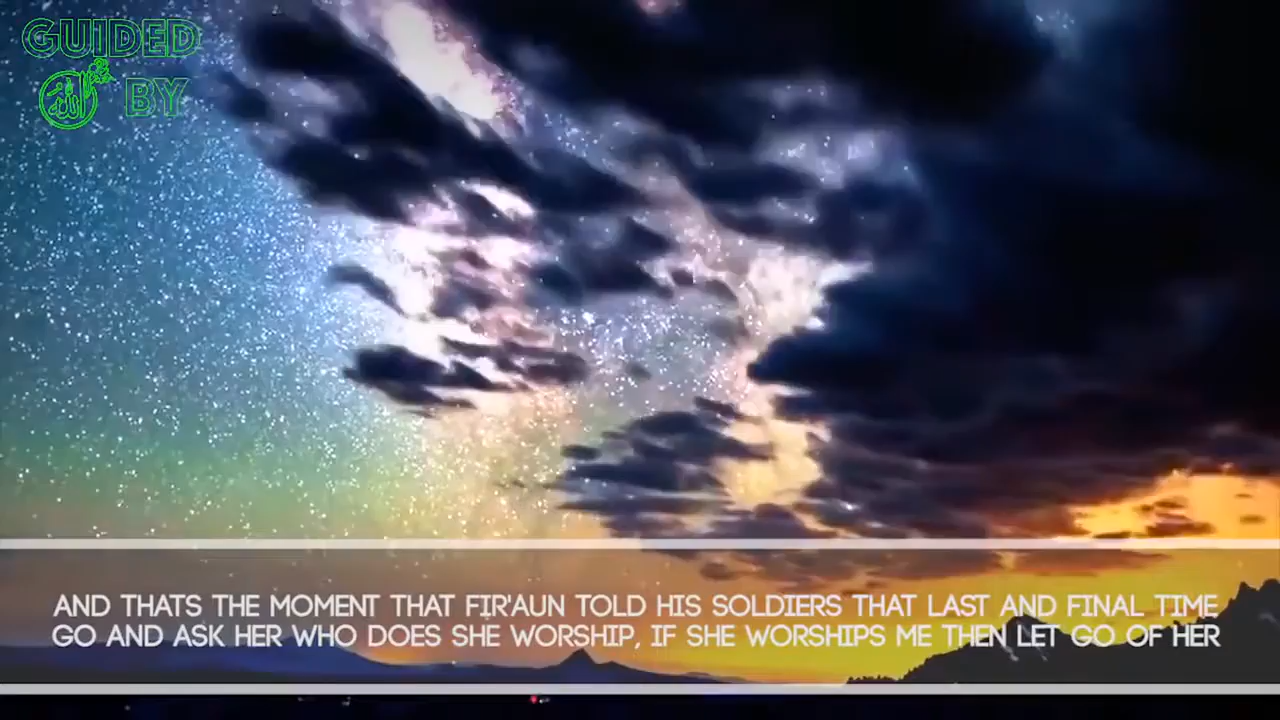 GUIDED
الله BY
AND THATS THE MOMENT THAT FIR'AUN TOLD HIS SOLDIERS THAT LAST AND FINAL TIME
GO AND ASK HER WHO DOES SHE WORSHIP, IF SHE WORSHIPS ME THEN LET GO OF HER